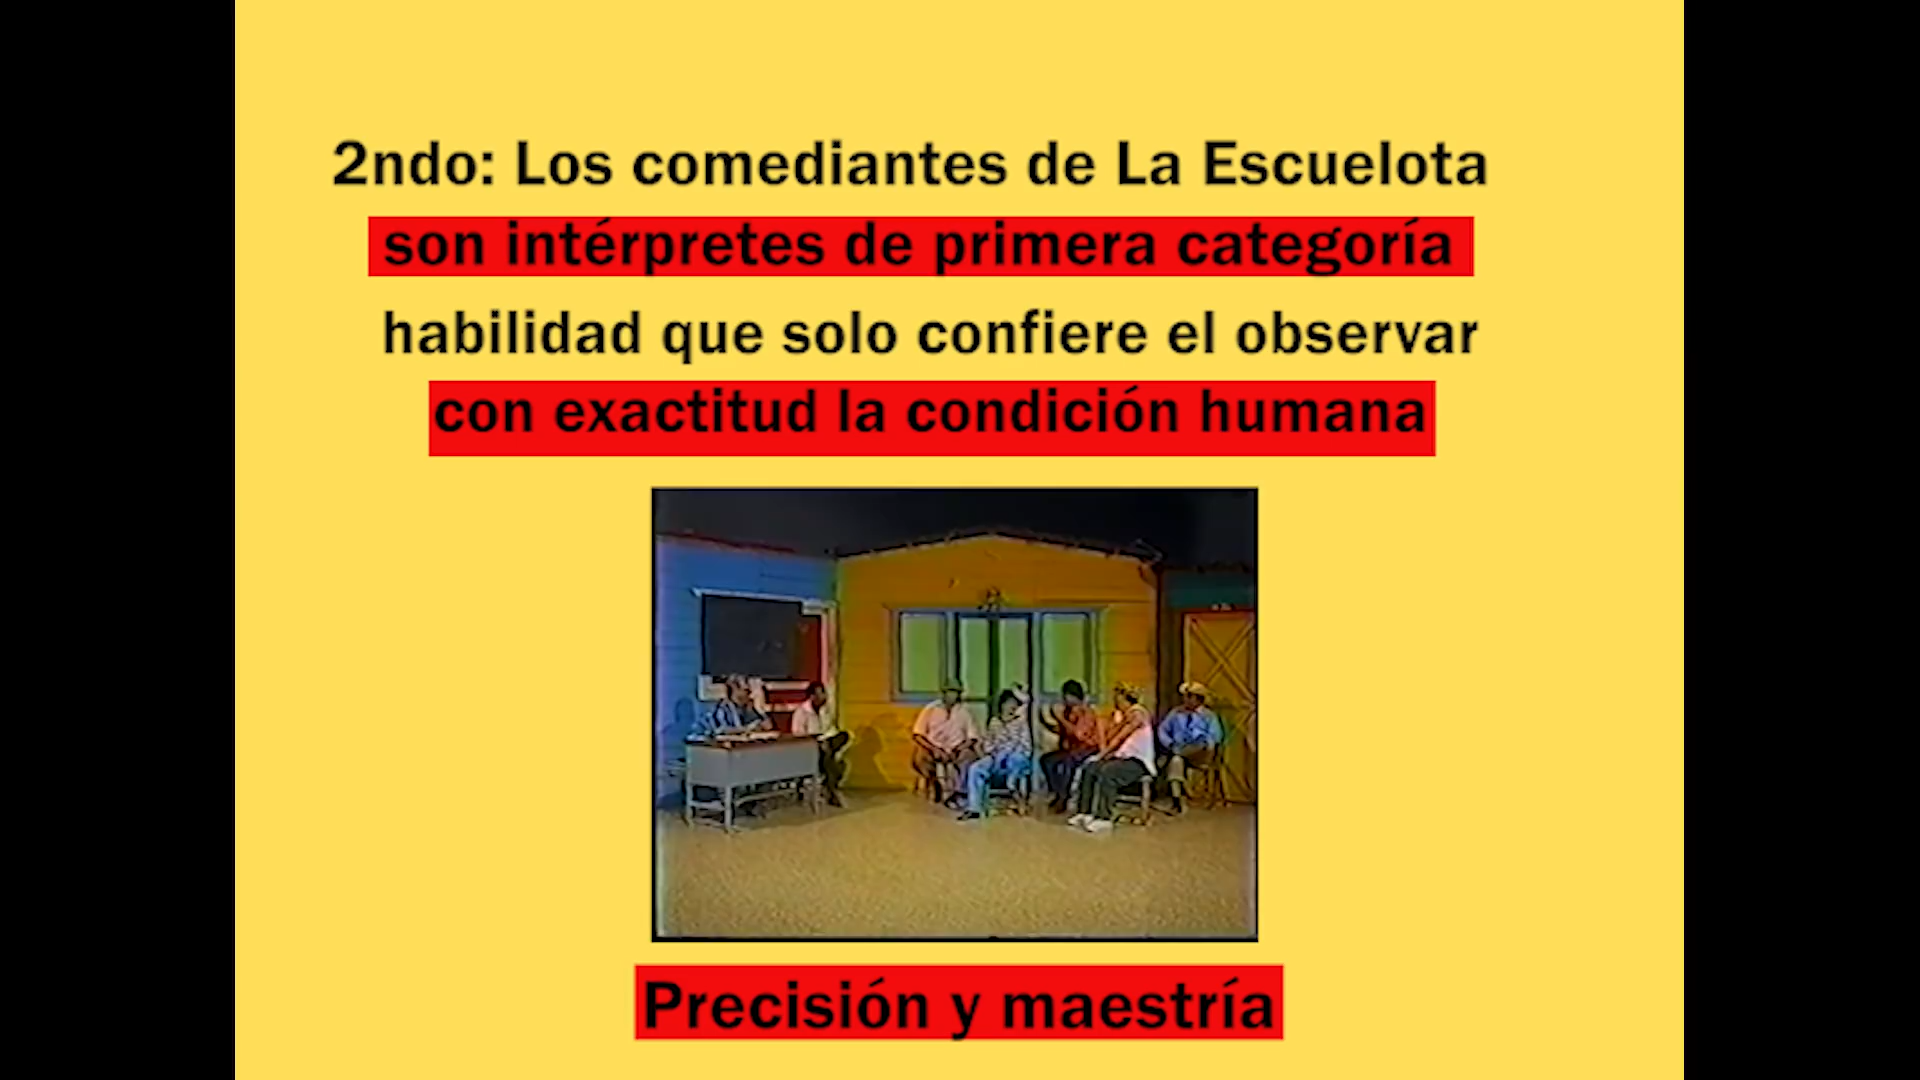 2ndo: Los comediantes de La Escuelota
son intérpretes de primera categoría
habilidad que solo confiere el observar
con exactitud la condición humana
Precisión y maestría